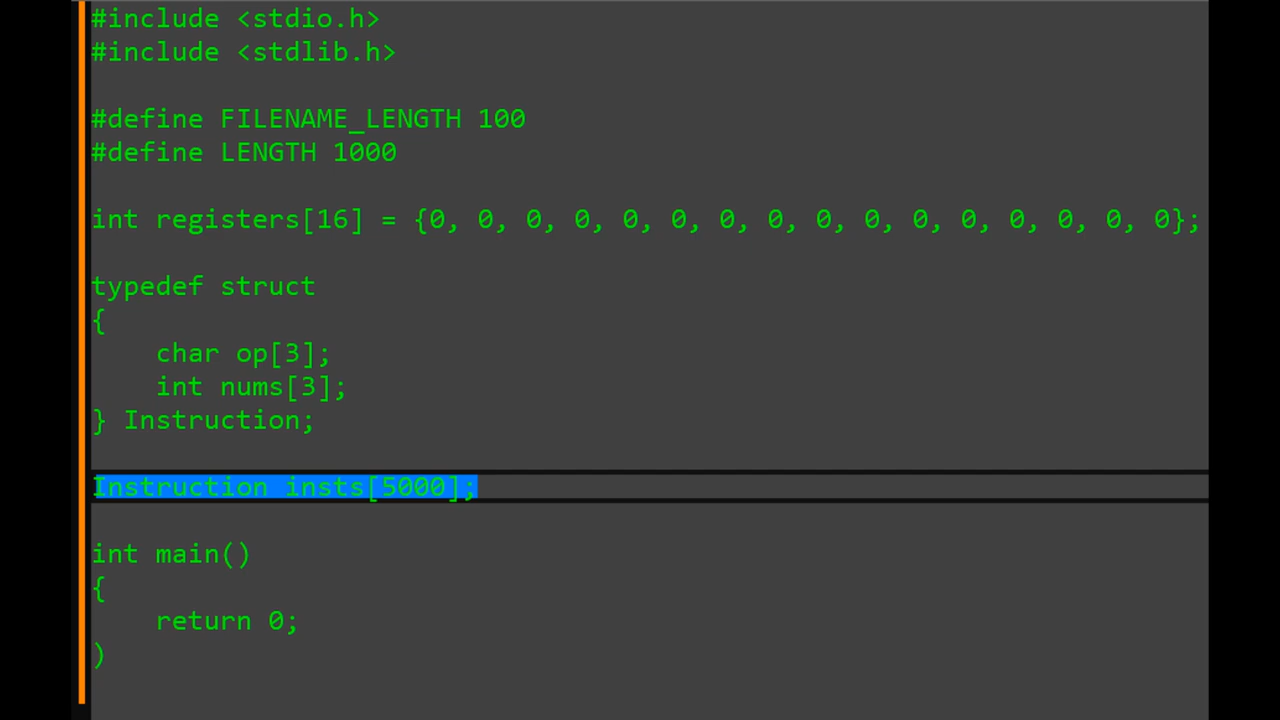 #include <stdio.h>
#include <stdlib.h>
#define FILENAME_LENGTH 100
#define LENGTH 1000
int registers[16] = {0, 0, 0, 0, 0, 0, 0, 0, 0, 0, 0, 0, 0, 0, 0, 0};
typedef struct
{
    char op[3];
    int nums[3];
} Instruction;
Instruction insts[5000];
int main()
{
    return 0;
)